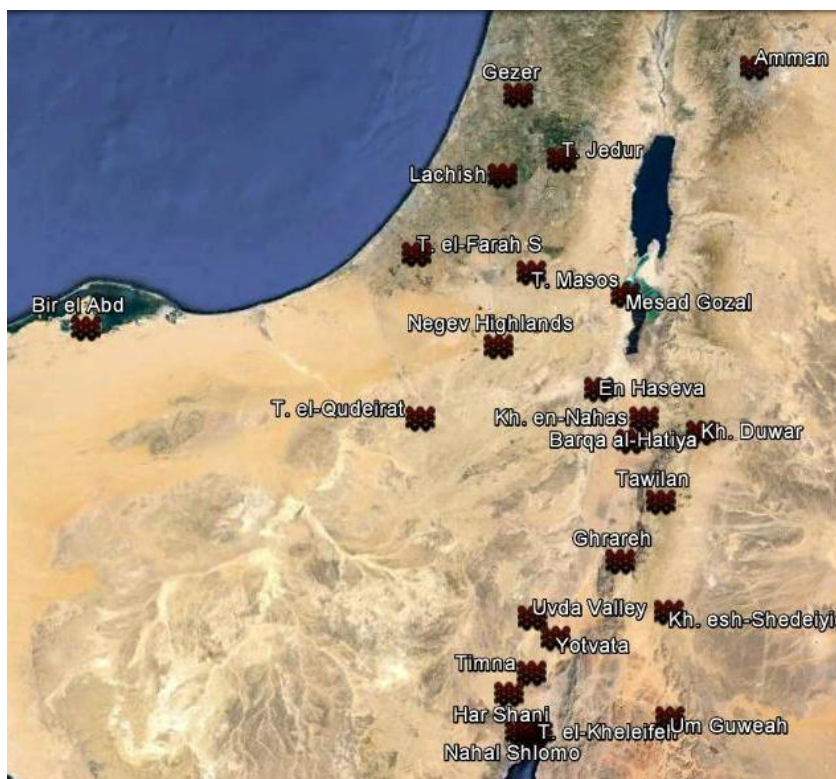 Amman
Gezer
T. Jedur
Lachish
T. el-Farah S
T. Masos
Mesad Gozal
Bir el Abd
Negev Highlands
En Haseva
T. el-Qudeirat
Kh. en-Nahas
Kh. Duwar
Barqa al-Hatiya
Tawilan
Ghrareh
Uvda Valley
Kh. esh-Shedeiyi
Yotvata
Timna
Har Shani
T. el-Kheleifeh
Um Guweah
Nahal Shlomo